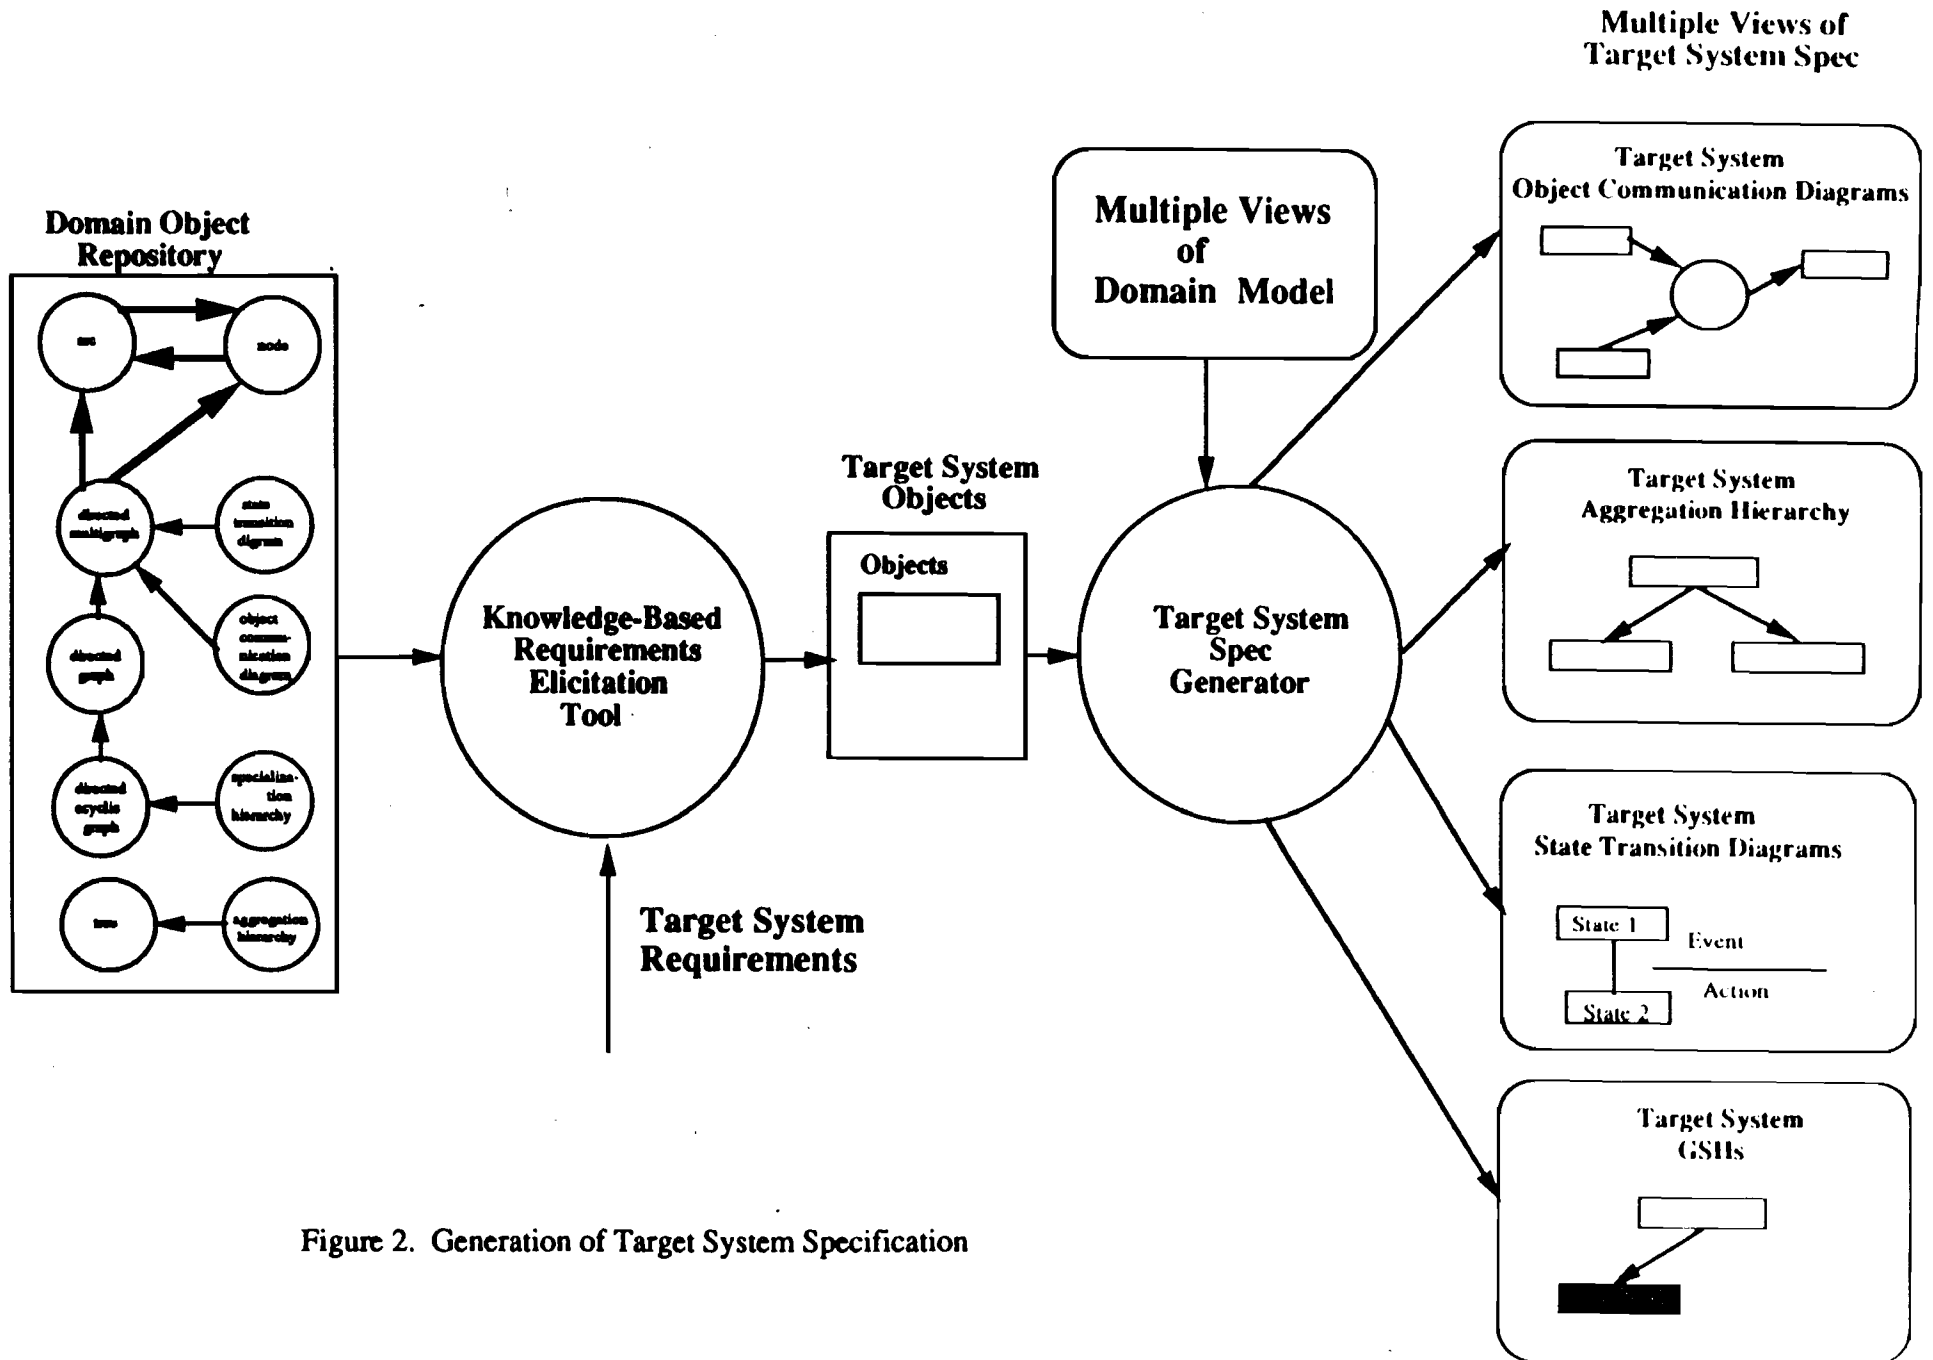 Multiple Views of
Target System Spec
Domain Object
Repository
arc
node
directed
multigraph
state
transition
digram
directed
graph
object
commu-
nication
diagram
directed
acyclic
graph
specializa-
tion
hierarchy
tree
aggregation
hierarchy
Knowledge-Based
Requirements
Elicitation
Tool
Target System
Requirements
Target System
Objects
Objects
Multiple Views
of
Domain Model
Target System
Spec
Generator
Target System
Object Communication Diagrams
Target System
Aggregation Hierarchy
Target System
State Transition Diagrams
State 1
Event
Action
State 2
Target System
GSHs
Figure 2. Generation of Target System Specification